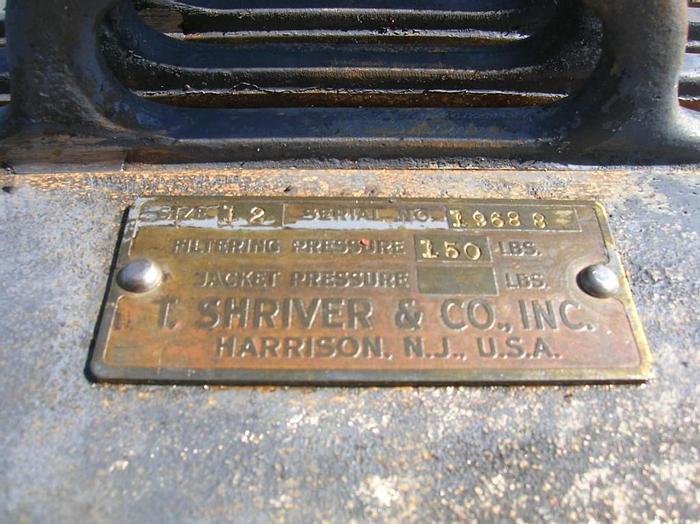 SIZE 12 SERIAL NO. 19688
FILTERING PRESSURE 150 LBS.
JACKET PRESSURE LBS.
T. SHRIVER & CO., INC.
HARRISON, N.J., U.S.A.